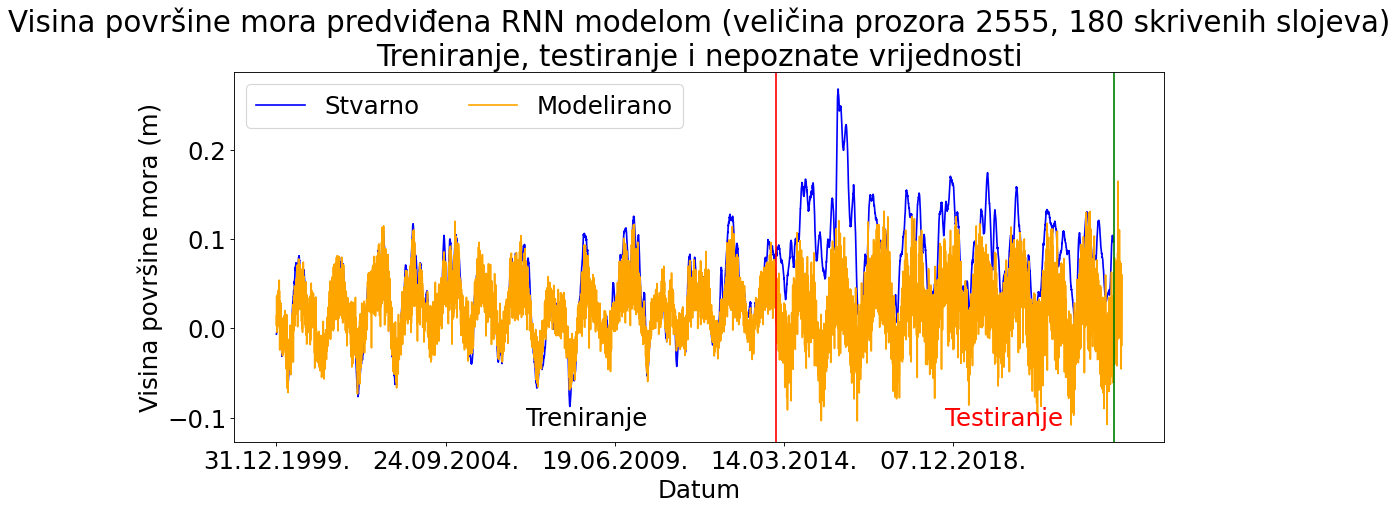 Visina površine mora predviđena RNN modelom (veličina prozora 2555, 180 skrivenih slojeva)
Treniranje, testiranje i nepoznate vrijednosti
Stvarno Modelirano
Visina površine mora (m)
0.2
0.1
0.0
−0.1
Treniranje Testiranje
31.12.1999. 24.09.2004. 19.06.2009. 14.03.2014. 07.12.2018.
Datum